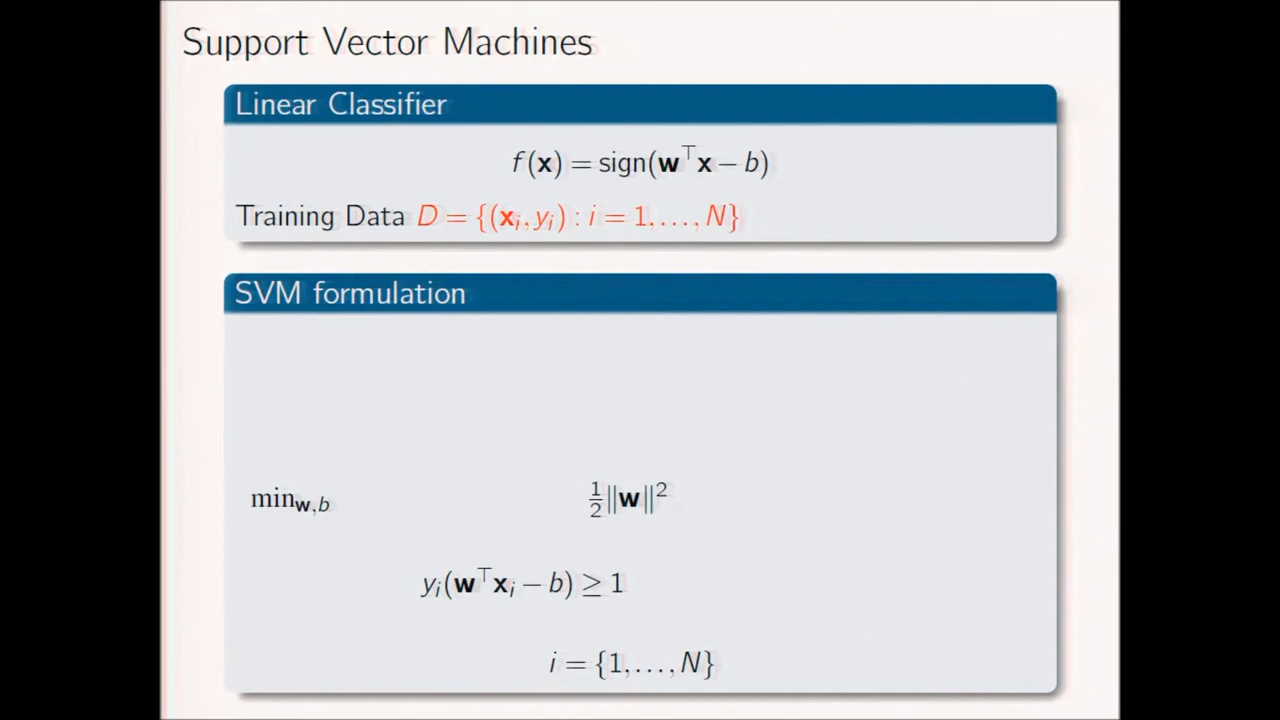 Support Vector Machines
Linear Classifier
f(x) = sign(w⊤x − b)
Training Data D = {(xᵢ, yᵢ) : i = 1, . . . , N}
SVM formulation
min_w,b ½‖w‖²
yᵢ(w⊤xᵢ − b) ≥ 1
i = {1, . . . , N}